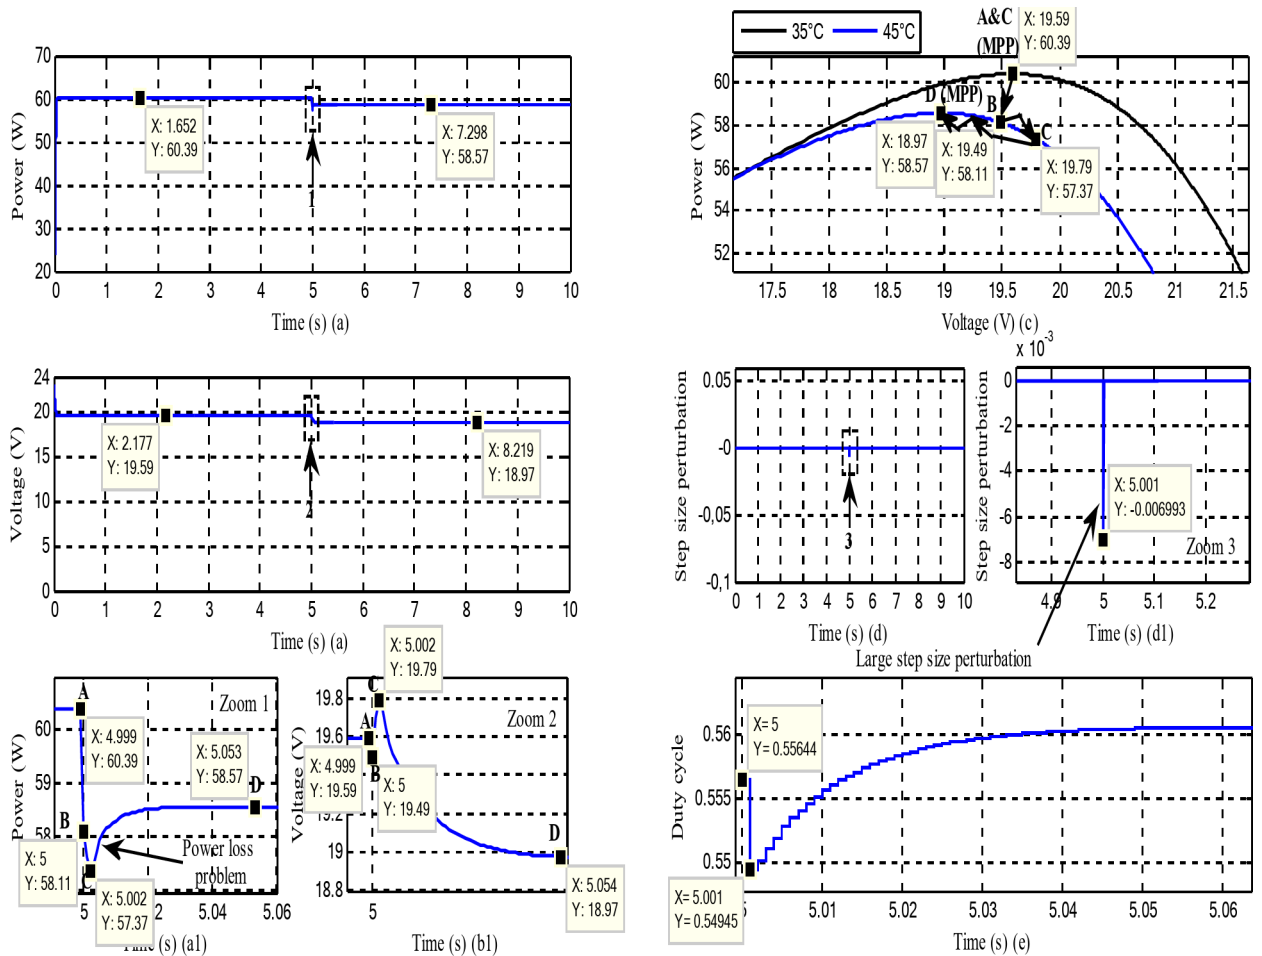 70
60
50
40
30
20
Power (W)
X: 1.652
Y: 60.39
X: 7.298
Y: 58.57
1
0 1 2 3 4 5 6 7 8 9 10
Time (s) (a)
35°C
45°C
A&C
(MPP)
X: 19.59
Y: 60.39
D (MPP)
B
C
X: 18.97
Y: 58.57
X: 19.49
Y: 58.11
X: 19.79
Y: 57.37
60
58
56
54
52
Power (W)
17.5 18 18.5 19 19.5 20 20.5 21 21.5
Voltage (V) (c)
24
20
15
10
5
0
Voltage (V)
X: 2.177
Y: 19.59
X: 8.219
Y: 18.97
2
0 1 2 3 4 5 6 7 8 9 10
Time (s) (a)
0.05
-0
-0,05
-0,1
Step size perturbation
3
0 1 2 3 4 5 6 7 8 9 10
Time (s) (d)
x 10-3
0
-2
-4
-6
-8
Step size perturbation
X: 5.001
Y: -0.006993
Zoom 3
4.9 5 5.1 5.2
Time (s) (d1)
Large step size perturbation
A
Zoom 1
60
59
58
Power (W)
X: 4.999
Y: 60.39
X: 5.053
Y: 58.57
D
B
X: 5
Y: 58.11
C
X: 5.002
Y: 57.37
Power loss
problem
5 2 5.04 5.06
Time (s) (a1)
X: 5.002
Y: 19.79
C
Zoom 2
19.8
19.6
19.2
19
18.8
Voltage (V)
A
X: 4.999
Y: 19.59
B
X: 5
Y: 19.49
D
X: 5.054
Y: 18.97
5
Time (s) (b1)
0.56
0.555
0.55
Duty cycle
X= 5
Y= 0.55644
X= 5.001
Y= 0.54945
5.01 5.02 5.03 5.04 5.05 5.06
Time (s) (e)